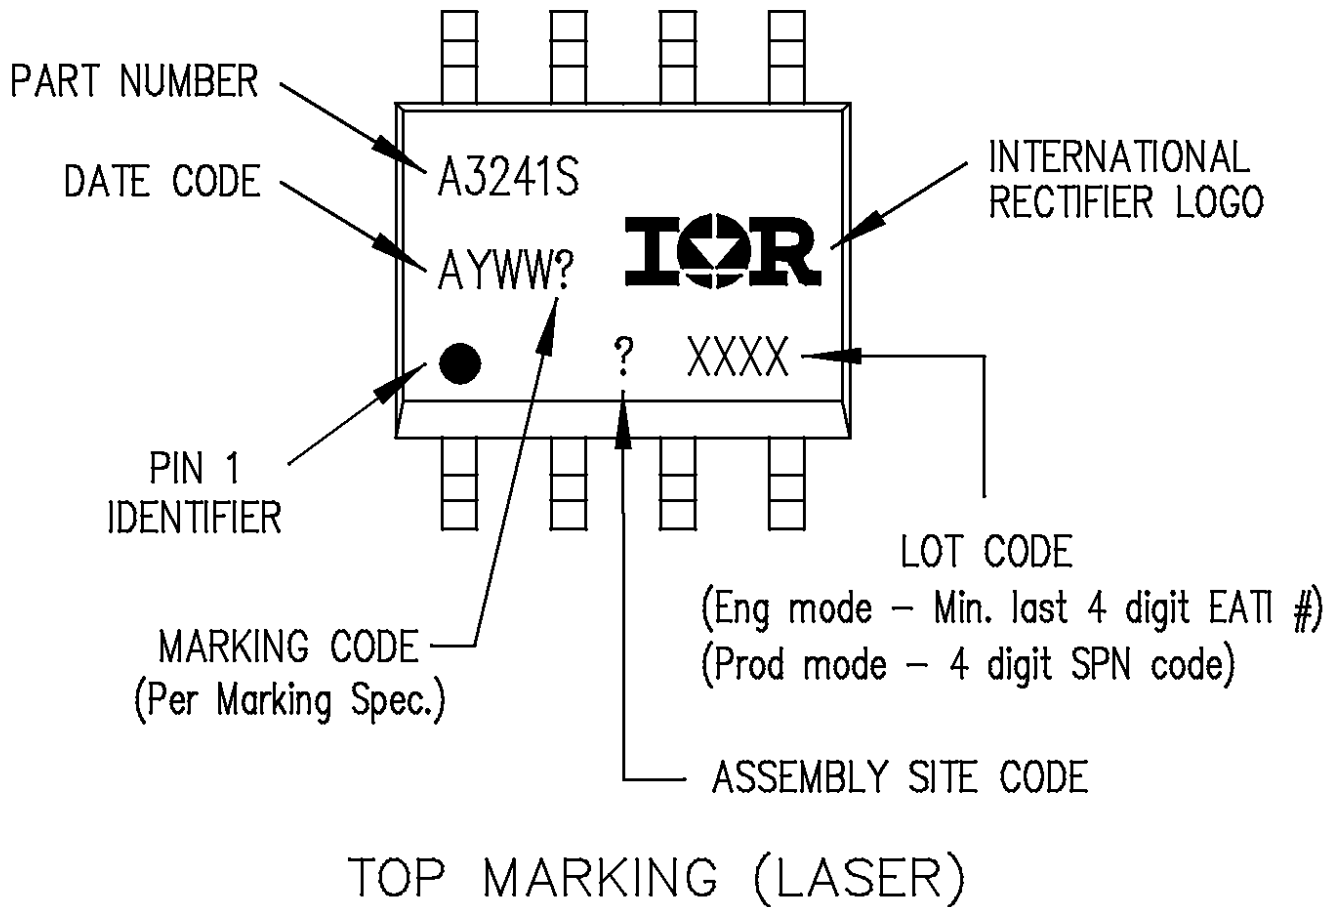 PART NUMBER
DATE CODE
A3241S
AYWW?
IOR
INTERNATIONAL
RECTIFIER LOGO
? XXXX
PIN 1
IDENTIFIER
LOT CODE
(Eng mode – Min. last 4 digit EATI #)
(Prod mode – 4 digit SPN code)
MARKING CODE
(Per Marking Spec.)
ASSEMBLY SITE CODE
TOP MARKING (LASER)